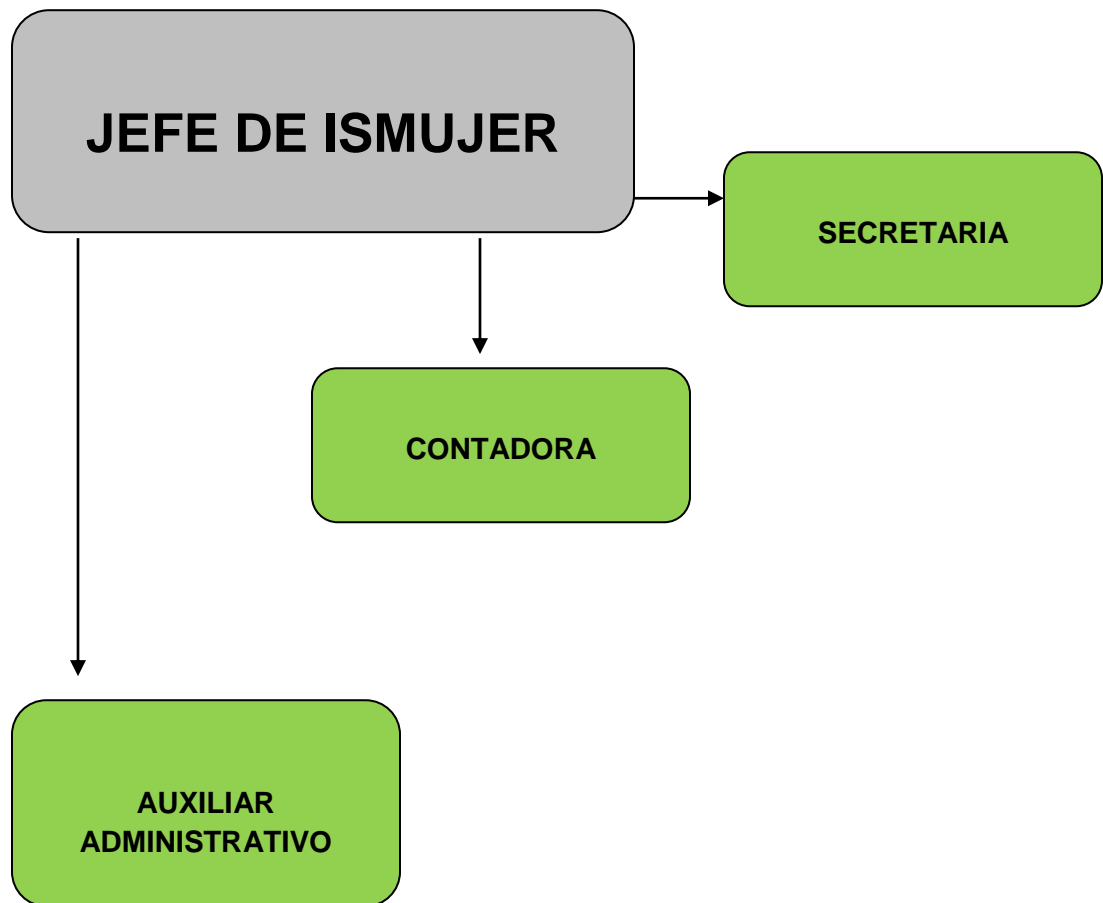 JEFE DE ISMUJER
SECRETARIA
CONTADORA
AUXILIAR
ADMINISTRATIVO